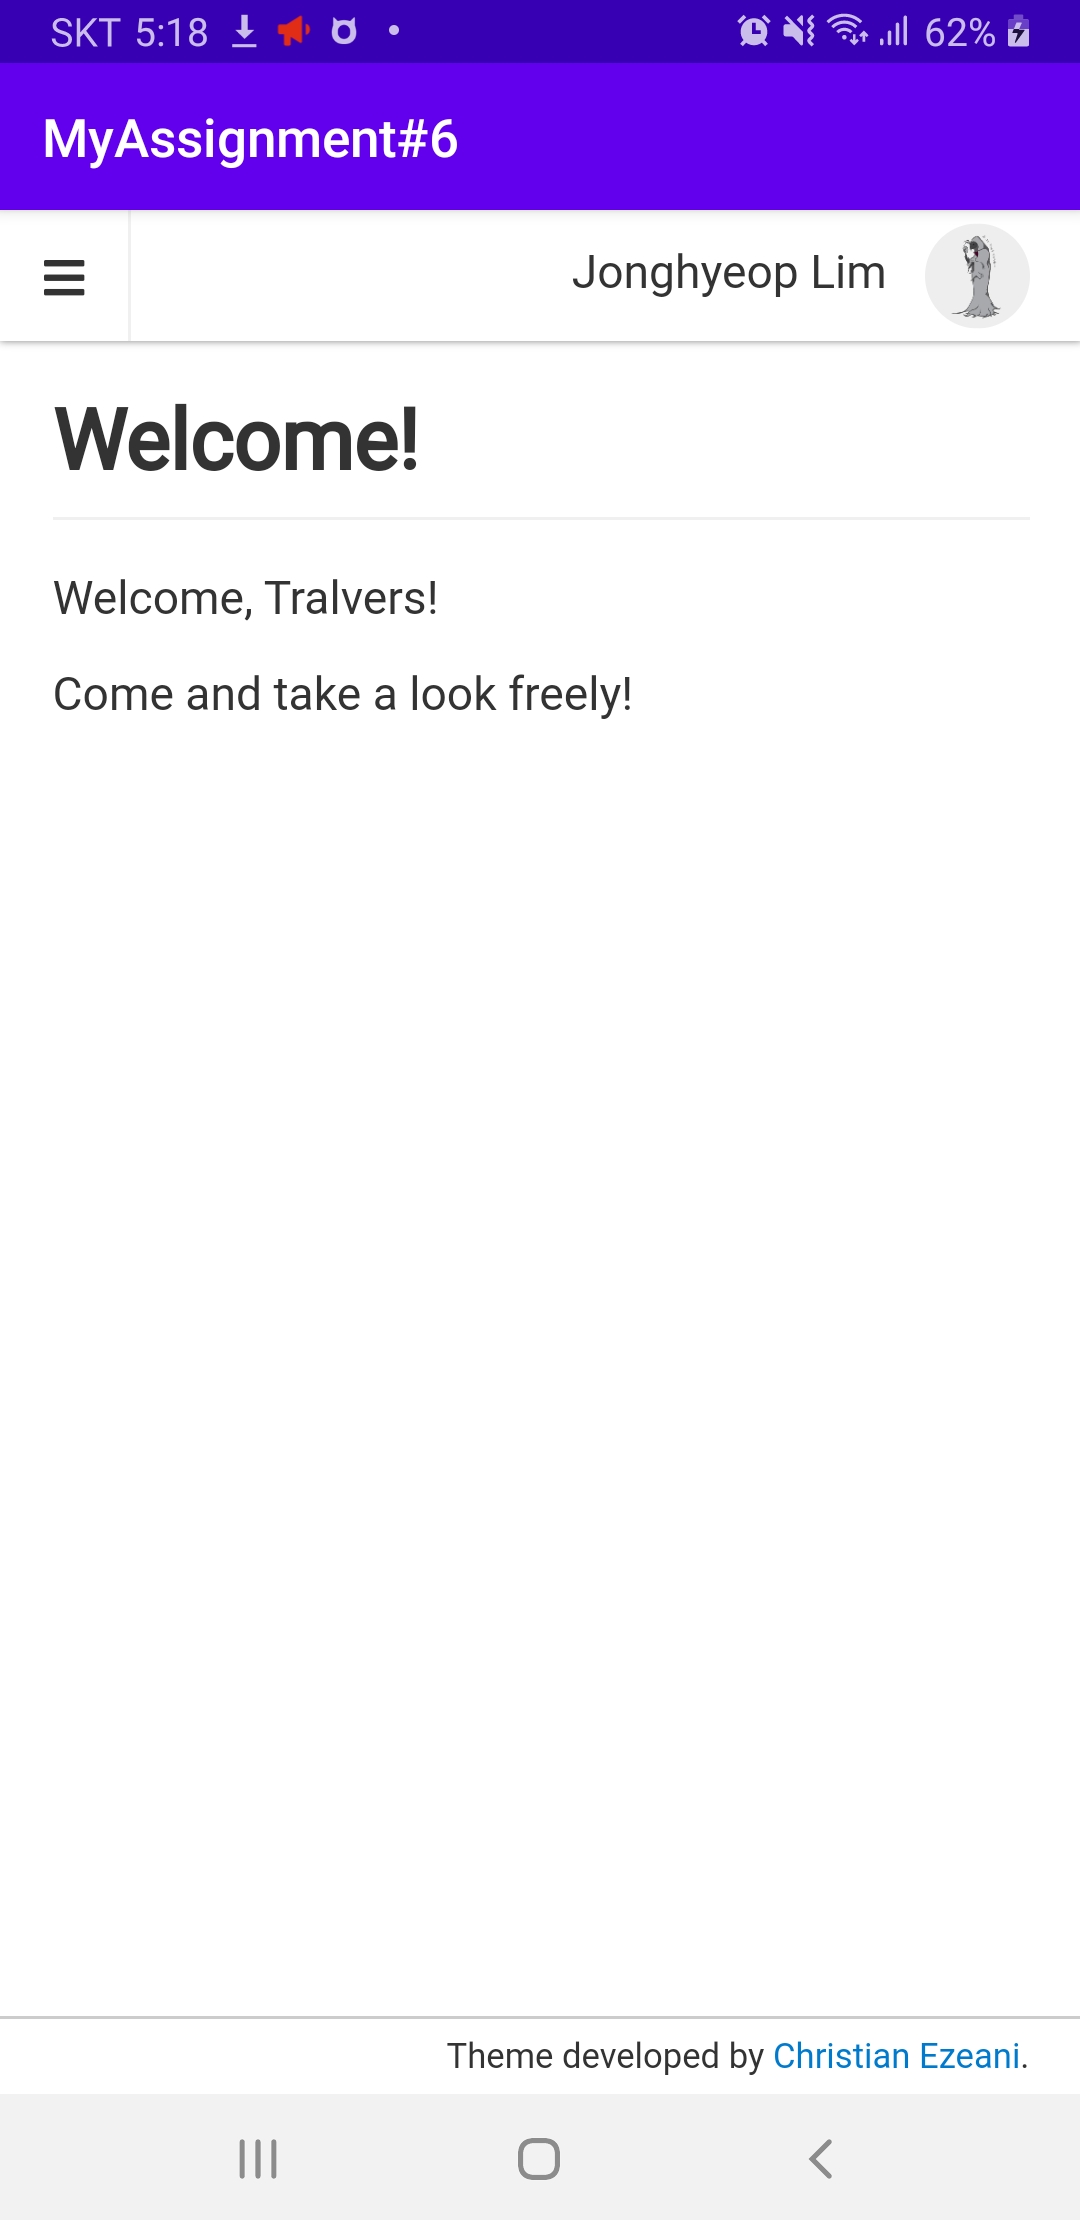 SKT 5:18 62%
MyAssignment#6
Jonghyeop Lim
Welcome!
Welcome, Tralvers!
Come and take a look freely!
Theme developed by Christian Ezeani.